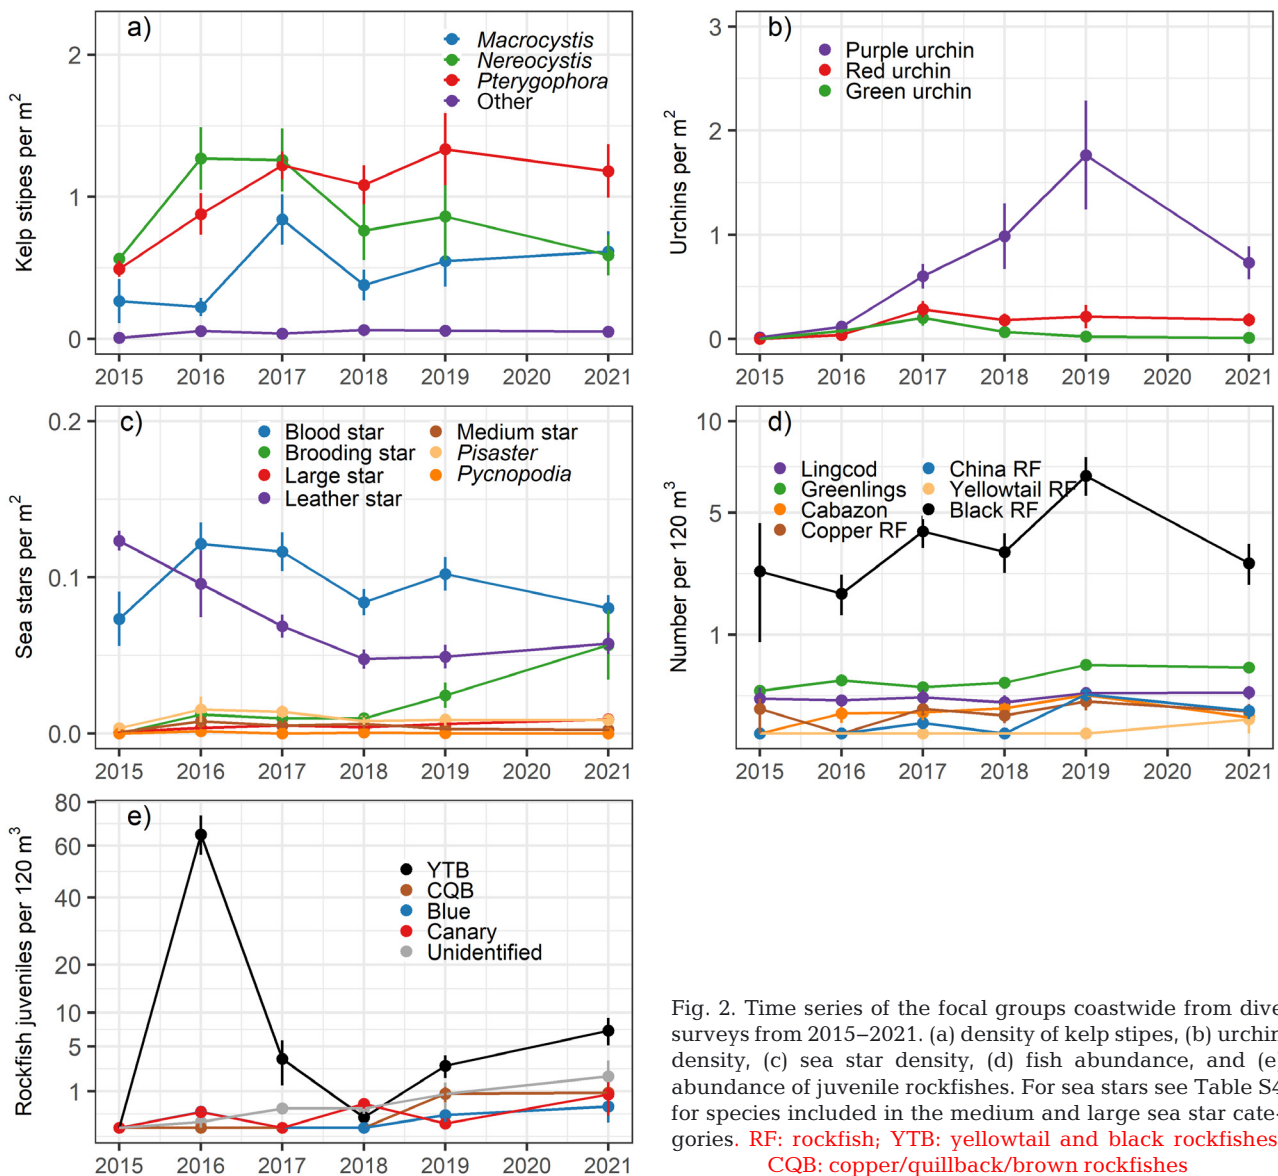 a)
Macrocystis
Nereocystis
Pterygophora
Other
Kelp stipes per m2
2
1
0
2015 2016 2017 2018 2019 2020 2021
b)
Purple urchin
Red urchin
Green urchin
Urchins per m2
3
2
1
0
2015 2016 2017 2018 2019 2020 2021
c)
Blood star
Brooding star
Large star
Leather star
Medium star
Pisaster
Pycnopodia
Sea stars per m2
0.2
0.1
0.0
2015 2016 2017 2018 2019 2020 2021
d)
Lingcod
Greenlings
Cabazon
Copper RF
China RF
Yellowtail RF
Black RF
Number per 120 m3
10
5
1
2015 2016 2017 2018 2019 2020 2021
e)
YTB
CQB
Blue
Canary
Unidentified
Rockfish juveniles per 120 m3
80
60
40
20
10
5
1
2015 2016 2017 2018 2019 2020 2021
Fig. 2. Time series of the focal groups coastwide from dive
surveys from 2015–2021. (a) density of kelp stipes, (b) urchin
density, (c) sea star density, (d) fish abundance, and (e)
abundance of juvenile rockfishes. For sea stars see Table S4
for species included in the medium and large sea star cate-
gories. RF: rockfish; YTB: yellowtail and black rockfishes
CQB: copper/quillback/brown rockfishes